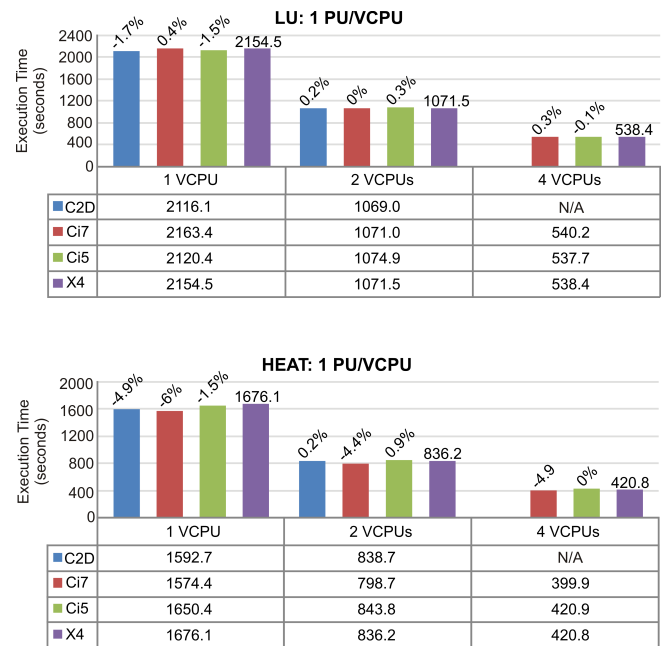 LU: 1 PU/VCPU
Execution Time
(seconds)
2400
2000
1600
1200
800
400
0
-1.7%
0.4%
-1.5%
2154.5
0.2%
0%
0.3%
1071.5
0.3%
-0.1%
538.4
1 VCPU 2 VCPUs 4 VCPUs
C2D 2116.1 1069.0 N/A
Ci7 2163.4 1071.0 540.2
Ci5 2120.4 1074.9 537.7
X4 2154.5 1071.5 538.4
HEAT: 1 PU/VCPU
Execution Time
(seconds)
2000
1600
1200
800
400
0
-4.9%
-6%
-1.5%
1676.1
0.2%
-4.4%
0.9%
836.2
-4.9
0%
420.8
1 VCPU 2 VCPUs 4 VCPUs
C2D 1592.7 838.7 N/A
Ci7 1574.4 798.7 399.9
Ci5 1650.4 843.8 420.9
X4 1676.1 836.2 420.8